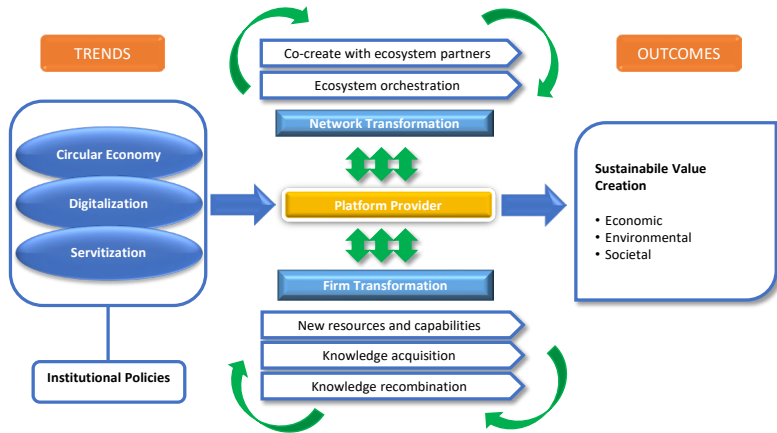 TRENDS
Circular Economy
Digitalization
Servitization
Institutional Policies
Co-create with ecosystem partners
Ecosystem orchestration
Network Transformation
Platform Provider
Firm Transformation
New resources and capabilities
Knowledge acquisition
Knowledge recombination
OUTCOMES
Sustainabile Value
Creation
• Economic
• Environmental
• Societal